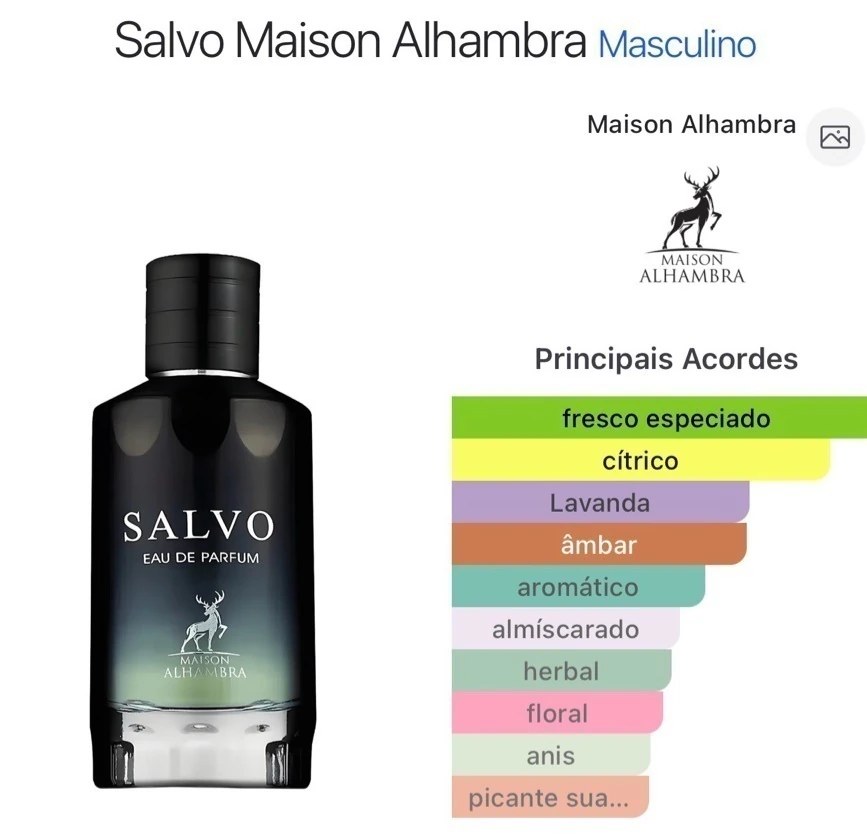 Salvo Maison Alhambra Masculino
Maison Alhambra
MAISON
ALHAMBRA
Principais Acordes
fresco especiado
cítrico
Lavanda
âmbar
aromático
almíscarado
herbal
floral
anis
picante sua...
SALVO
EAU DE PARFUM
MAISON
ALHAMBRA